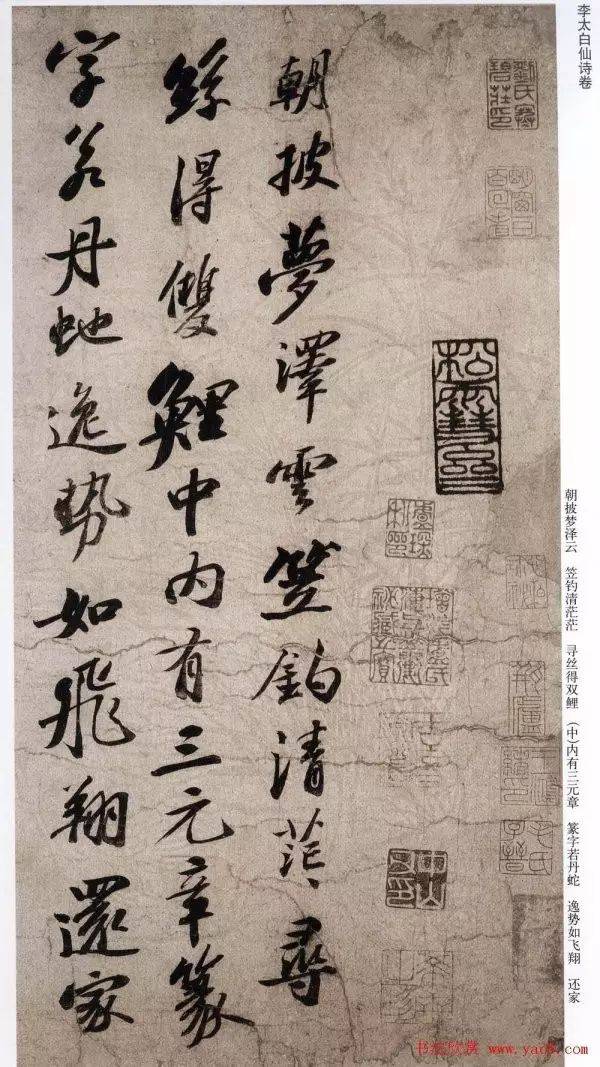 李太白仙诗卷
朝披夢澤雲笠釣清茫〻尋
絲得雙鯉中内有三元章篆
字若丹虵逸势如飛翔還家
朝披梦泽云 笠钓清茫茫 寻丝得双鲤 （中）内有三元章 篆字若丹蛇 逸势如飞翔 还家
书法欣赏 www.yac8.com